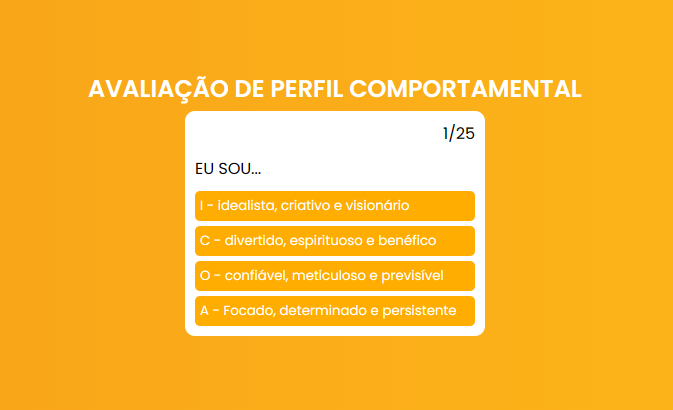 AVALIAÇÃO DE PERFIL COMPORTAMENTAL
1/25
EU SOU...
I - idealista, criativo e visionário
C - divertido, espirituoso e benéfico
O - confiável, meticuloso e previsível
A - Focado, determinado e persistente